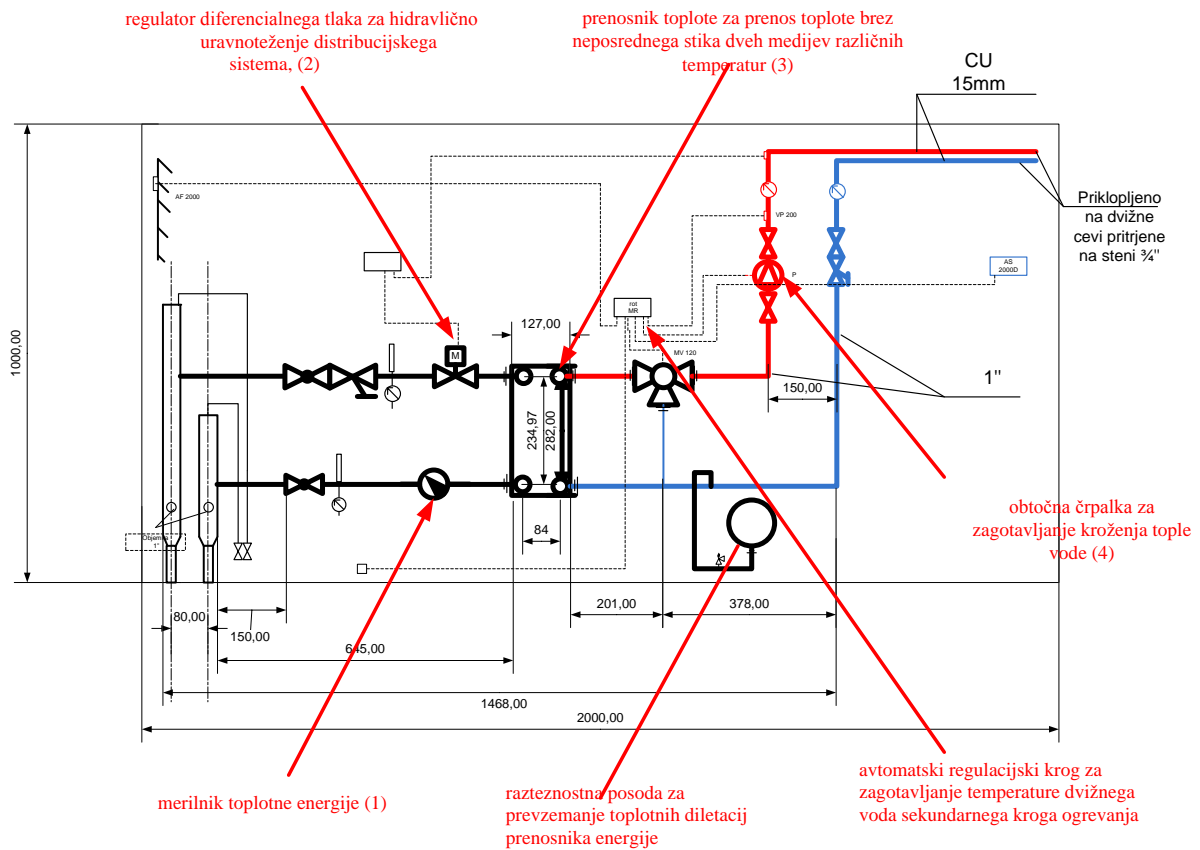 regulator diferencialnega tlaka za hidravlično
uravnoteženje distribucijskega
sistema, (2)
prenosnik toplote za prenos toplote brez
neposrednega stika dveh medijev različnih
temperatur (3)
CU
15mm
AF 2000
Priklopljeno
na dvižne
cevi pritrjene
na steni ¾"
VP 200
AS
2000D
P
rot
MR
127,00
M
MV 120
1000,00
1"
150,00
234,97
282,00
84
Objemka
1"
obtočna črpalka za
zagotavljanje kroženja tople
vode (4)
201,00
378,00
80,00
150,00
645,00
1468,00
2000,00
merilnik toplotne energije (1)
razteznostna posoda za
prevzemanje toplotnih diletacij
prenosnika energije
avtomatski regulacijski krog za
zagotavljanje temperature dvižnega
voda sekundarnega kroga ogrevanja